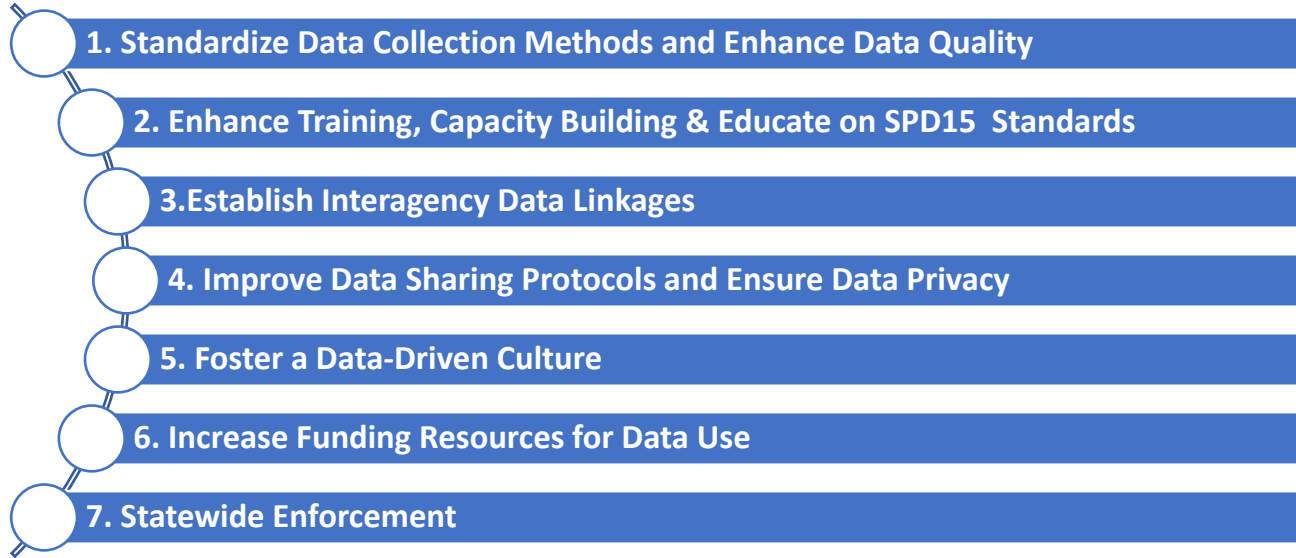 1. Standardize Data Collection Methods and Enhance Data Quality
2. Enhance Training, Capacity Building & Educate on SPD15  Standards
3.Establish Interagency Data Linkages
4. Improve Data Sharing Protocols and Ensure Data Privacy
5. Foster a Data-Driven Culture
6. Increase Funding Resources for Data Use
7. Statewide Enforcement